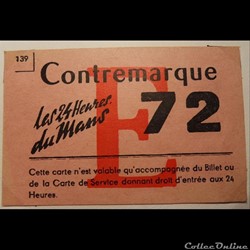 139
Contremarque
Les 24 Heures
du Mans
E
72
Cette carte n'est valable qu'accompagnée du Billet ou
de la Carte de Service donnant droit d'entrée aux 24
Heures.
© CollecOnline